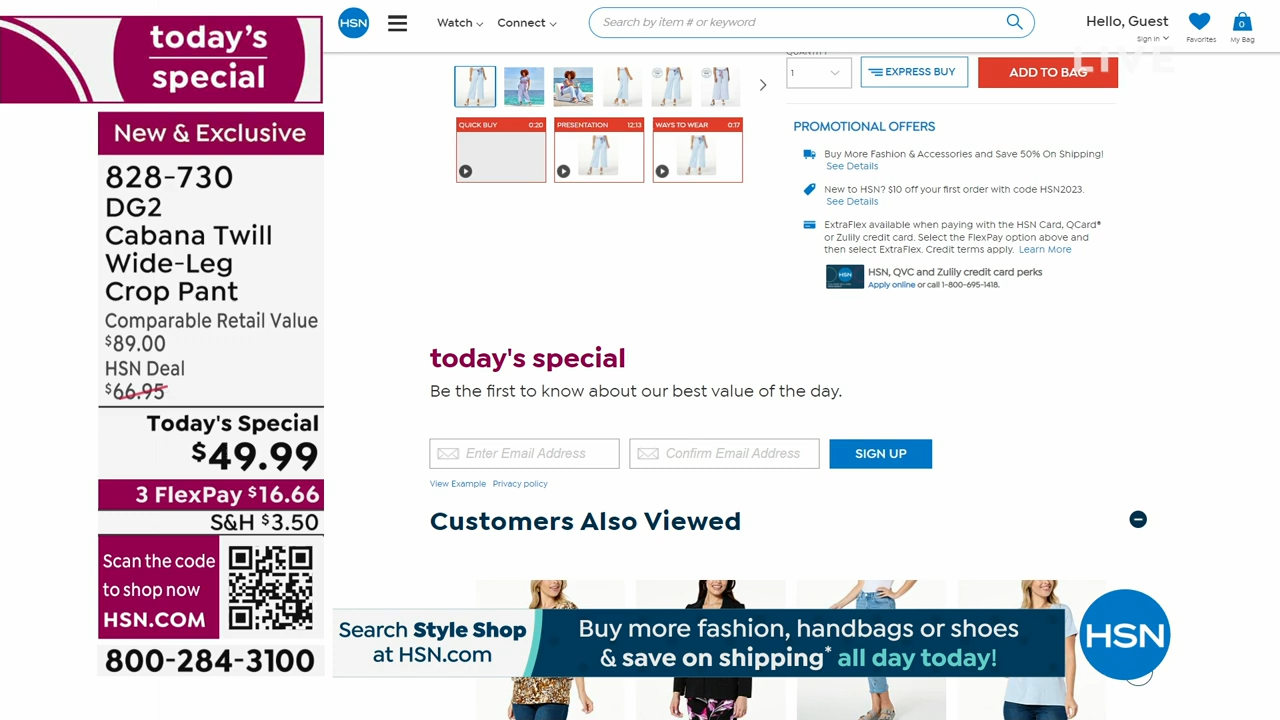 today's
special
New & Exclusive
828-730
DG2
Cabana Twill
Wide-Leg
Crop Pant
Comparable Retail Value
$89.00
HSN Deal
$66.95
Today's Special
$49.99
3 FlexPay $16.66
S&H $3.50
Scan the code
to shop now
HSN.COM
800-284-3100
HSN
Watch
Connect
Search by item # or keyword
Hello, Guest
Sign in
Favorites
0
My Bag
LIVE
QUANTITY
1
EXPRESS BUY
ADD TO BAG
QUICK BUY 0:20
PRESENTATION 12:13
WAYS TO WEAR 0:17
PROMOTIONAL OFFERS
Buy More Fashion & Accessories and Save 50% On Shipping!
See Details
New to HSN? $10 off your first order with code HSN2023.
See Details
ExtraFlex available when paying with the HSN Card, QCard®
or Zulily credit card. Select the FlexPay option above and
then select ExtraFlex. Credit terms apply. Learn More
HSN
HSN, QVC and Zulily credit card perks
Apply online or call 1-800-695-1418.
today's special
Be the first to know about our best value of the day.
Enter Email Address
Confirm Email Address
SIGN UP
View Example Privacy policy
Customers Also Viewed
Search Style Shop
at HSN.com
Buy more fashion, handbags or shoes
& save on shipping* all day today!
HSN